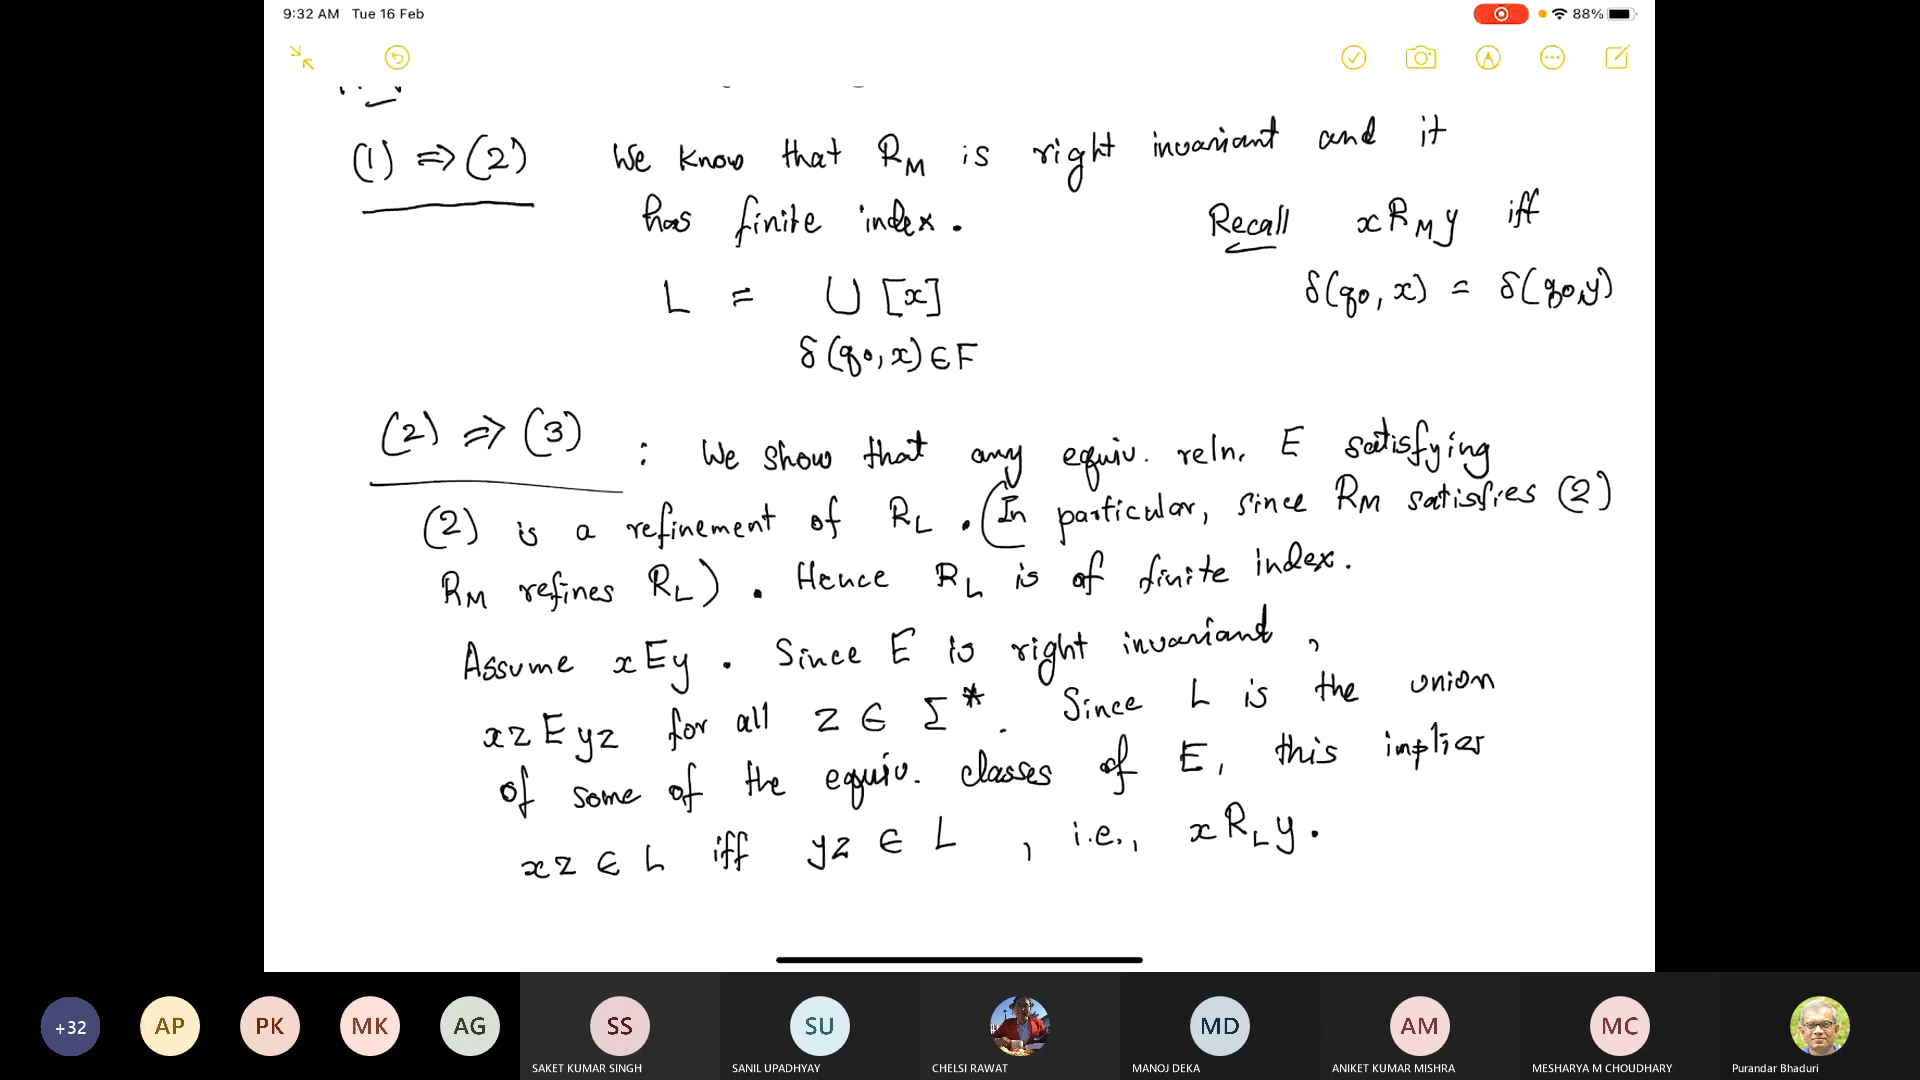 9:32 AM Tue 16 Feb
88%
(1) ⇒ (2) We know that R_M is right invariant and it
has finite index.
Recall x R_M y iff
L = ∪ [x]
δ(q0, x) = δ(q0, y)
δ(q0, x) ∈ F
(2) ⇒ (3) : We show that any equiv. reln. E satisfying
(2) is a refinement of R_L. (In particular, since R_M satisfies (2)
R_M refines R_L). Hence R_L is of finite index.
Assume x E y. Since E is right invariant,
xz E yz for all z ∈ Σ*. Since L is the union
of some of the equiv. classes of E, this implies
xz ∈ L iff yz ∈ L, i.e., x R_L y.
+32 AP PK MK AG SS SU MD AM MC
SAKET KUMAR SINGH SANIL UPADHYAY CHELSI RAWAT MANOJ DEKA ANIKET KUMAR MISHRA MESHARYA M CHOUDHARY Purandar Bhaduri